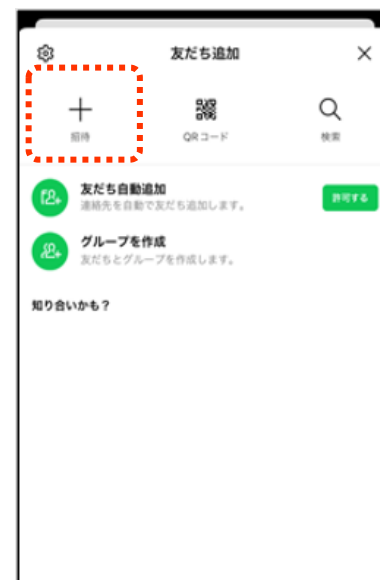 友だち追加
招待
QRコード
検索
友だち自動追加
連絡先を自動で友だち追加します。
許可する
グループを作成
友だちとグループを作成します。
知り合いかも？